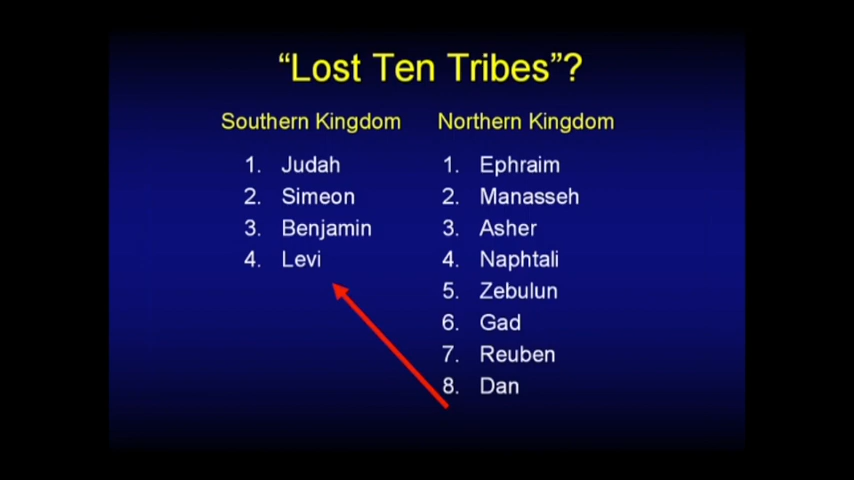 “Lost Ten Tribes”?
Southern Kingdom
1. Judah
2. Simeon
3. Benjamin
4. Levi
Northern Kingdom
1. Ephraim
2. Manasseh
3. Asher
4. Naphtali
5. Zebulun
6. Gad
7. Reuben
8. Dan